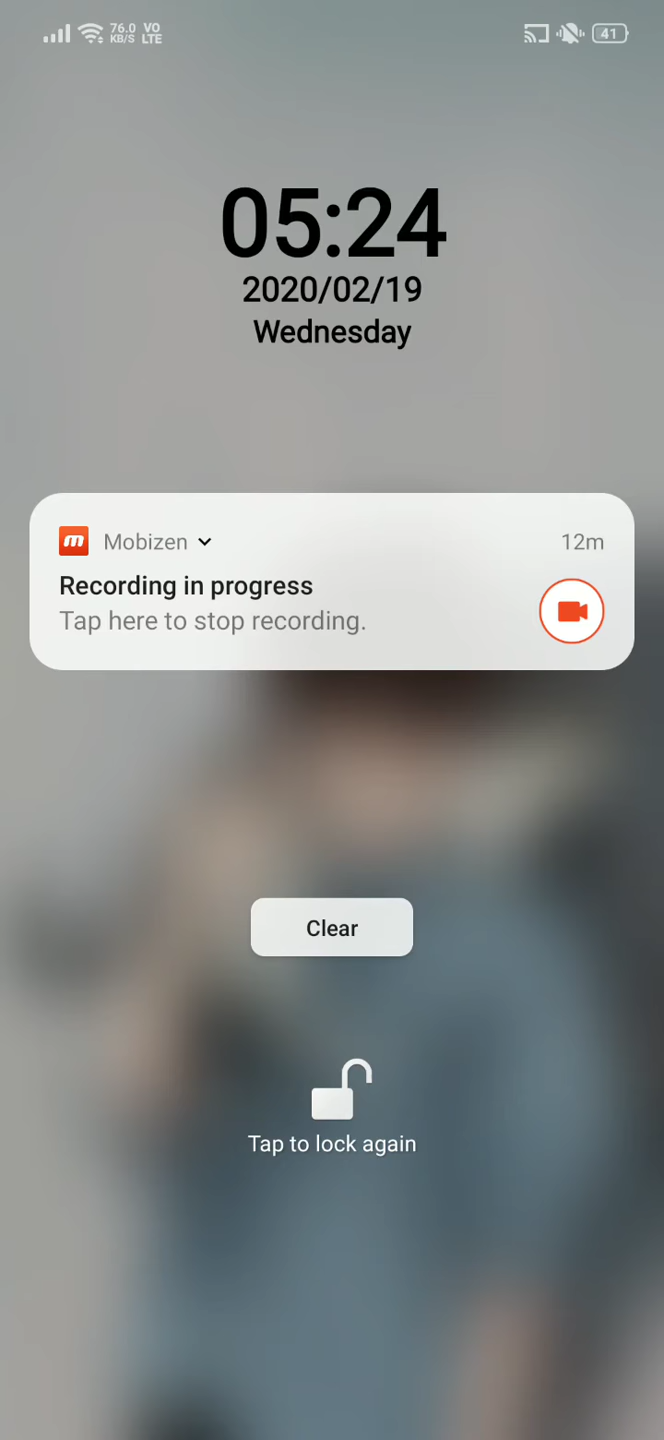 76.0 KB/S VO LTE 41
05:24
2020/02/19
Wednesday
m Mobizen 12m
Recording in progress
Tap here to stop recording.
Clear
Tap to lock again